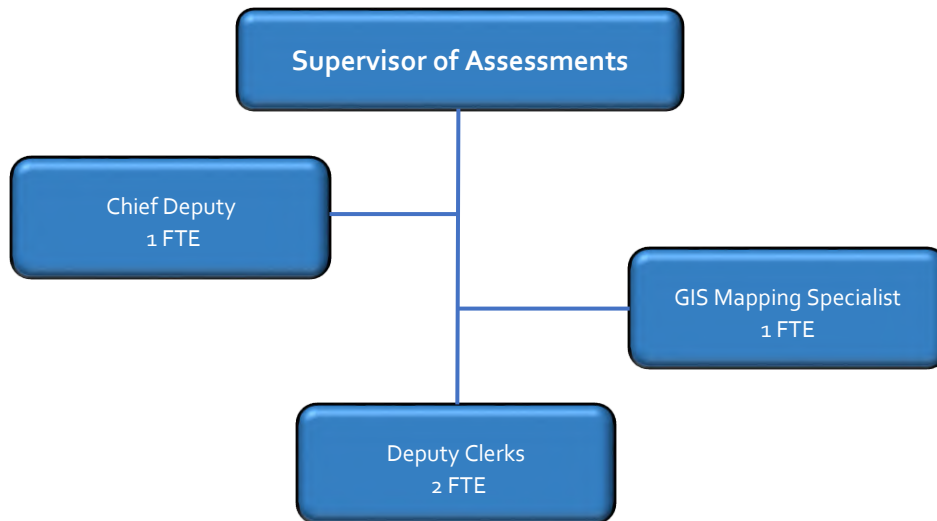 Supervisor of Assessments
Chief Deputy
1 FTE
GIS Mapping Specialist
1 FTE
Deputy Clerks
2 FTE